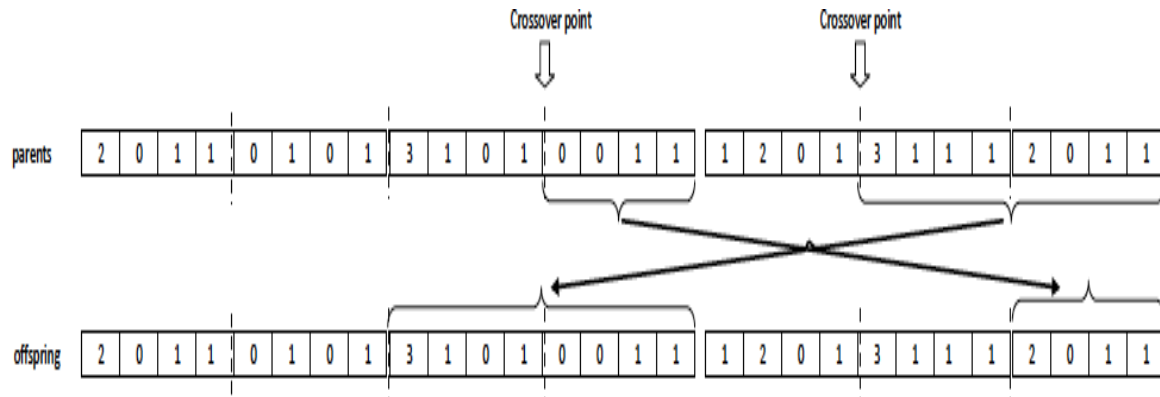 Crossover point Crossover point
parents 2 0 1 1 0 1 0 1 3 1 0 1 0 0 1 1 1 2 0 1 3 1 1 1 2 0 1 1
offspring 2 0 1 1 0 1 0 1 3 1 0 1 0 0 1 1 1 2 0 1 3 1 1 1 2 0 1 1